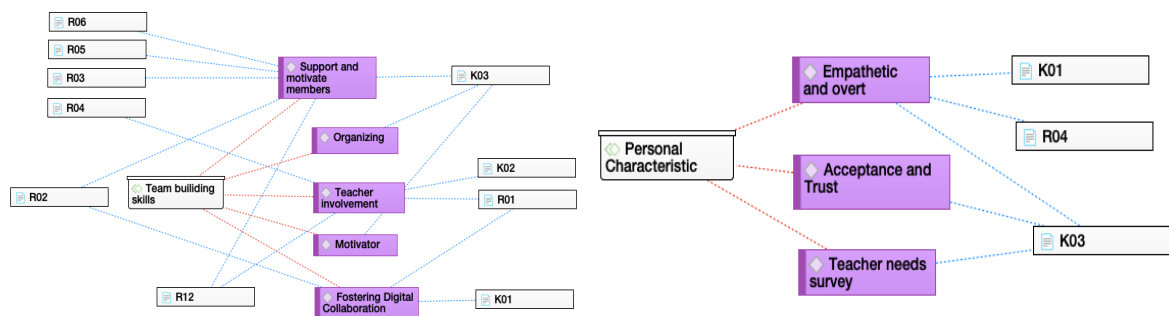 R06
R05
R03
R04
R02
R12
Team builiding
skills
Support and
motivate
members
Organizing
Teacher
involvement
Motivator
Fostering Digital
Collaboration
K03
K02
R01
K01
Personal
Characteristic
Empathetic
and overt
Acceptance and
Trust
Teacher needs
survey
K01
R04
K03